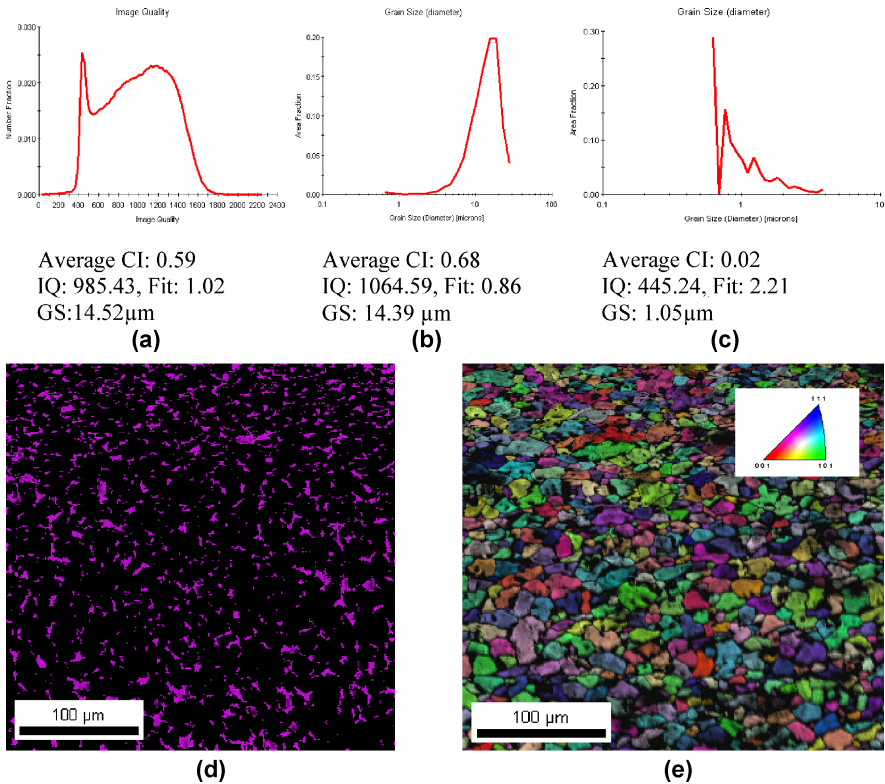 Image Quality
Number Fraction
0.030
0.020
0.010
0.00
0 200 400 600 800 1000 1200 1400 1600 1800 2000 2200 2400
Image Quality
Average CI: 0.59
IQ: 985.43, Fit: 1.02
GS:14.52µm
(a)
Grain Size (diameter)
Area Fraction
0.20
0.15
0.10
0.05
0.00
0.1 1 10 100
Grain Size (Diameter) [microns]
Average CI: 0.68
IQ: 1064.59, Fit: 0.86
GS: 14.39 µm
(b)
Grain Size (diameter)
Area Fraction
0.30
0.20
0.10
0.00
0.1 1 10
Grain Size (Diameter) [microns]
Average CI: 0.02
IQ: 445.24, Fit: 2.21
GS: 1.05µm
(c)
100 µm
(d)
111
001 101
100 µm
(e)